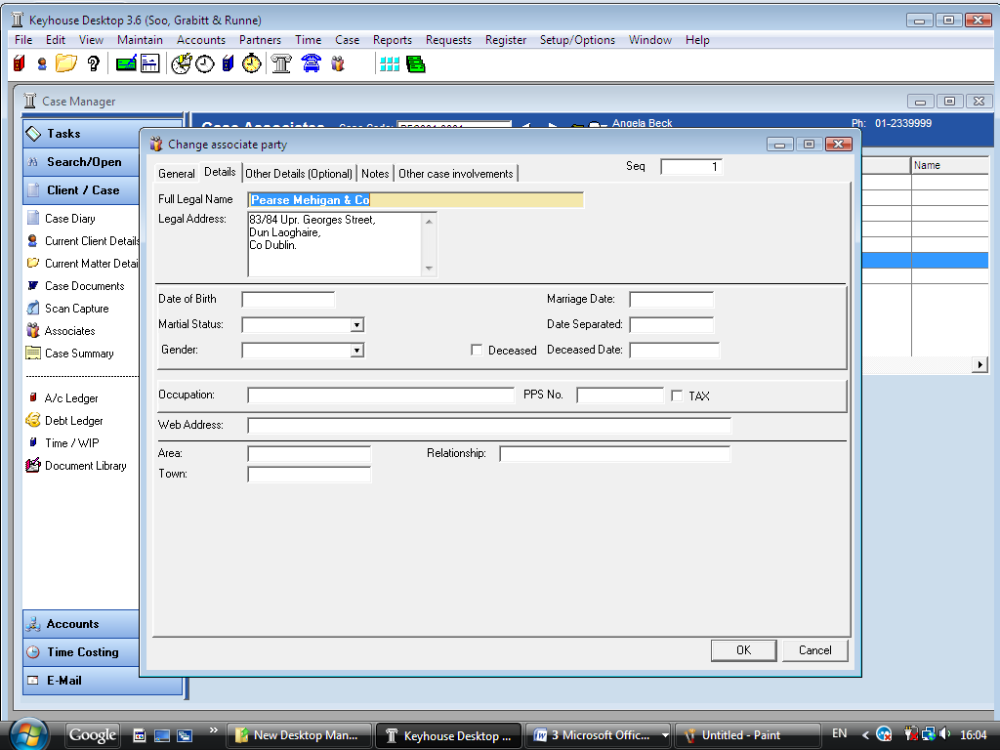 Keyhouse Desktop 3.6 (Soo, Grabitt & Runne)
File Edit View Maintain Accounts Partners Time Case Reports Requests Register Setup/Options Window Help
Case Manager
Tasks
Search/Open
Client / Case
Case Diary
Current Client Details
Current Matter Detai
Case Documents
Scan Capture
Associates
Case Summary
A/c Ledger
Debt Ledger
Time / WIP
Document Library
Accounts
Time Costing
E-Mail
Case Associates Case Code: Angela Beck Ph: 01-2339999
Name
Change associate party
General Details Other Details (Optional) Notes Other case involvements
Seq 1
Full Legal Name Pearse Mehigan & Co
Legal Address: 83/84 Upr. Georges Street,
Dun Laoghaire,
Co Dublin.
Date of Birth Marriage Date:
Martial Status: Date Separated:
Gender: Deceased Deceased Date:
Occupation: PPS No. TAX
Web Address:
Area: Relationship:
Town:
OK Cancel
Google » New Desktop Man... Keyhouse Desktop ... 3 Microsoft Offic... Untitled - Paint EN < 16:04